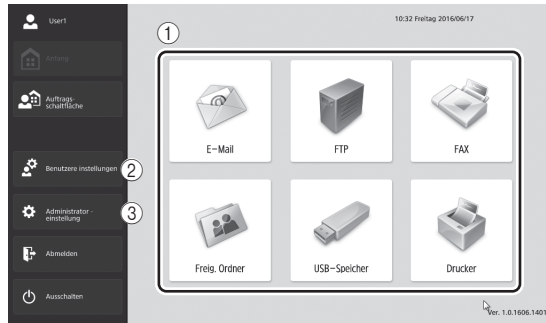 User1
10:32 Freitag 2016/06/17
1
Anfang
Auftrags-
schaltfläche
E-Mail
FTP
FAX
Benutzere instellungen
2
Administrator -
einstellung
3
Abmelden
Freig. Ordner
USB-Speicher
Drucker
Ausschalten
Ver. 1.0.1606.1401